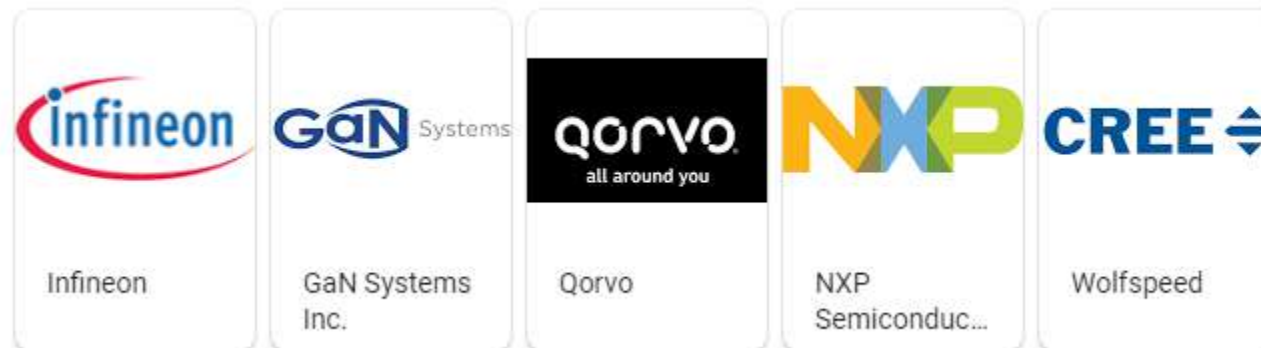 infineon
GaN Systems
QORVO
all around you
NXP
CREE
Infineon
GaN Systems
Inc.
Qorvo
NXP
Semiconduc...
Wolfspeed